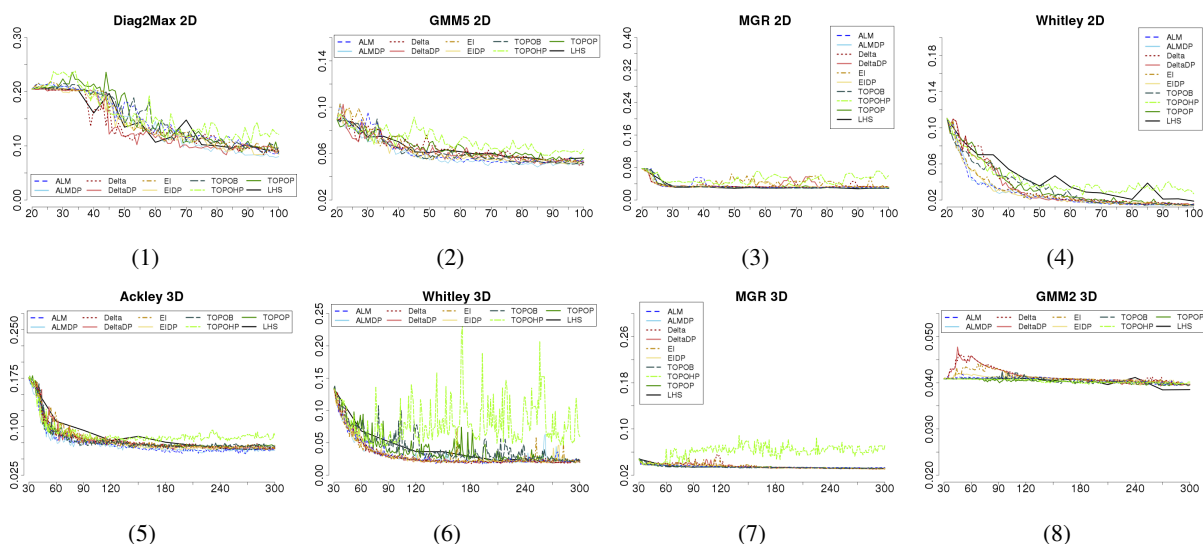 Diag2Max 2D
0.30
0.20
0.10
0.00
ALM Delta EI TOPOB TOPOP
ALMDP DeltaDP EIDP TOPOHP LHS
20 30 40 50 60 70 80 90 100
(1)
GMM5 2D
0.14
0.10
0.06
0.02
ALM Delta EI TOPOB TOPOP
ALMDP DeltaDP EIDP TOPOHP LHS
20 30 40 50 60 70 80 90 100
(2)
MGR 2D
0.40
0.32
0.24
0.16
0.08
0.00
ALM
ALMDP
Delta
DeltaDP
EI
EIDP
TOPOB
TOPOHP
TOPOP
LHS
20 30 40 50 60 70 80 90 100
(3)
Whitley 2D
0.18
0.14
0.10
0.06
0.02
ALM
ALMDP
Delta
DeltaDP
EI
EIDP
TOPOB
TOPOHP
TOPOP
LHS
20 30 40 50 60 70 80 90 100
(4)
Ackley 3D
0.250
0.175
0.100
0.025
ALM Delta EI TOPOB TOPOP
ALMDP DeltaDP EIDP TOPOHP LHS
30 60 90 120 150 180 210 240 270 300
(5)
Whitley 3D
0.25
0.20
0.15
0.10
0.05
0.00
ALM Delta EI TOPOB TOPOP
ALMDP DeltaDP EIDP TOPOHP LHS
30 60 90 120 150 180 210 240 270 300
(6)
MGR 3D
0.26
0.18
0.10
0.02
ALM
ALMDP
Delta
DeltaDP
EI
EIDP
TOPOB
TOPOHP
TOPOP
LHS
30 60 90 120 150 180 210 240 300
(7)
GMM2 3D
0.050
0.040
0.030
0.020
ALM Delta EI TOPOB TOPOP
ALMDP DeltaDP EIDP TOPOHP LHS
30 60 90 120 150 180 210 240 300
(8)